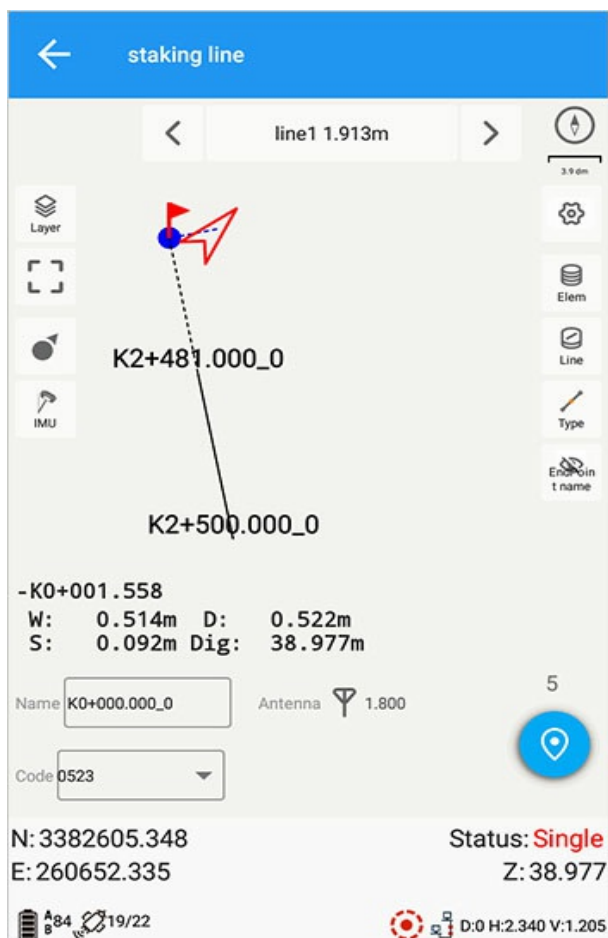 staking line
line1 1.913m
3.9 dm
Layer
Elem
K2+481.000_0
Line
IMU
Type
EndPoin
t name
K2+500.000_0
-K0+001.558
W: 0.514m D: 0.522m
S: 0.092m Dig: 38.977m
5
Name K0+000.000_0 Antenna 1.800
Code 0523
N: 3382605.348 Status: Single
E: 260652.335 Z: 38.977
A
B 84 19/22 D:0 H:2.340 V:1.205